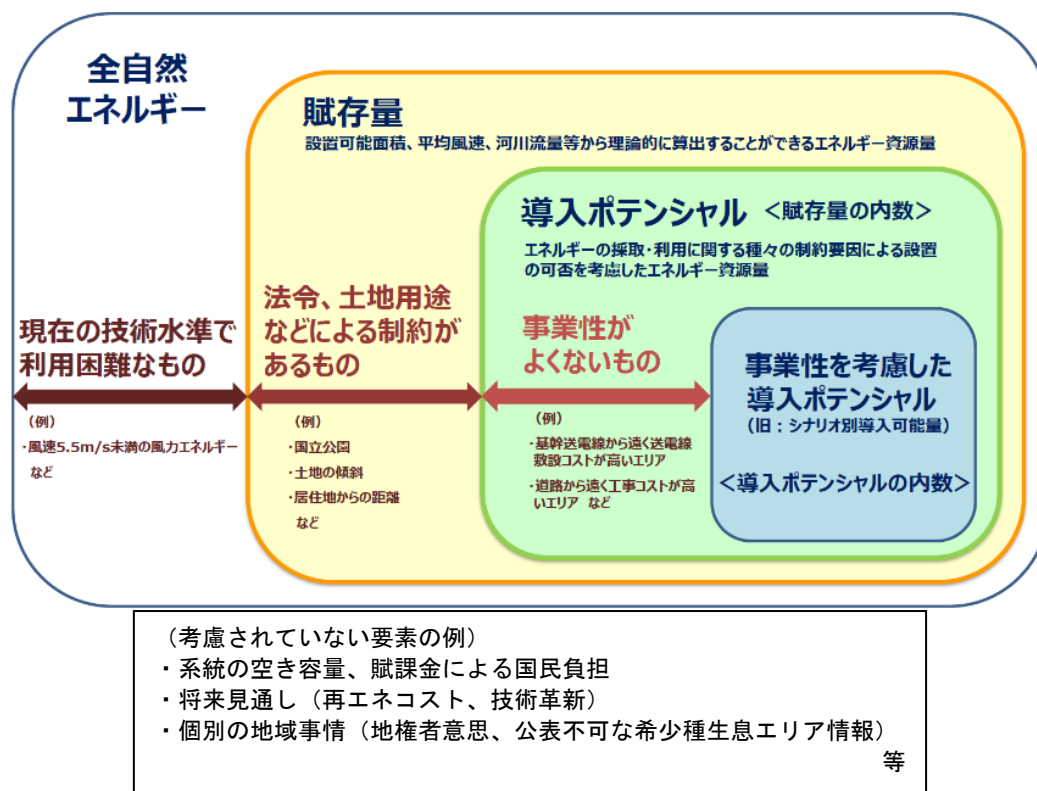 全自然
エネルギー
賦存量
設置可能面積、平均風速、河川流量等から理論的に算出することができるエネルギー資源量
導入ポテンシャル ＜賦存量の内数＞
エネルギーの採取・利用に関する種々の制約要因による設置
の可否を考慮したエネルギー資源量
現在の技術水準で
利用困難なもの
（例）
・風速5.5m/s未満の風力エネルギー
など
法令、土地用途
などによる制約が
あるもの
（例）
・国立公園
・土地の傾斜
・居住地からの距離
など
事業性が
よくないもの
（例）
・基幹送電線から遠く送電線
敷設コストが高いエリア
・道路から遠く工事コストが高
いエリア など
事業性を考慮した
導入ポテンシャル
（旧：シナリオ別導入可能量）
＜導入ポテンシャルの内数＞
（考慮されていない要素の例）
・系統の空き容量、賦課金による国民負担
・将来見通し（再エネコスト、技術革新）
・個別の地域事情（地権者意思、公表不可な希少種生息エリア情報）
等